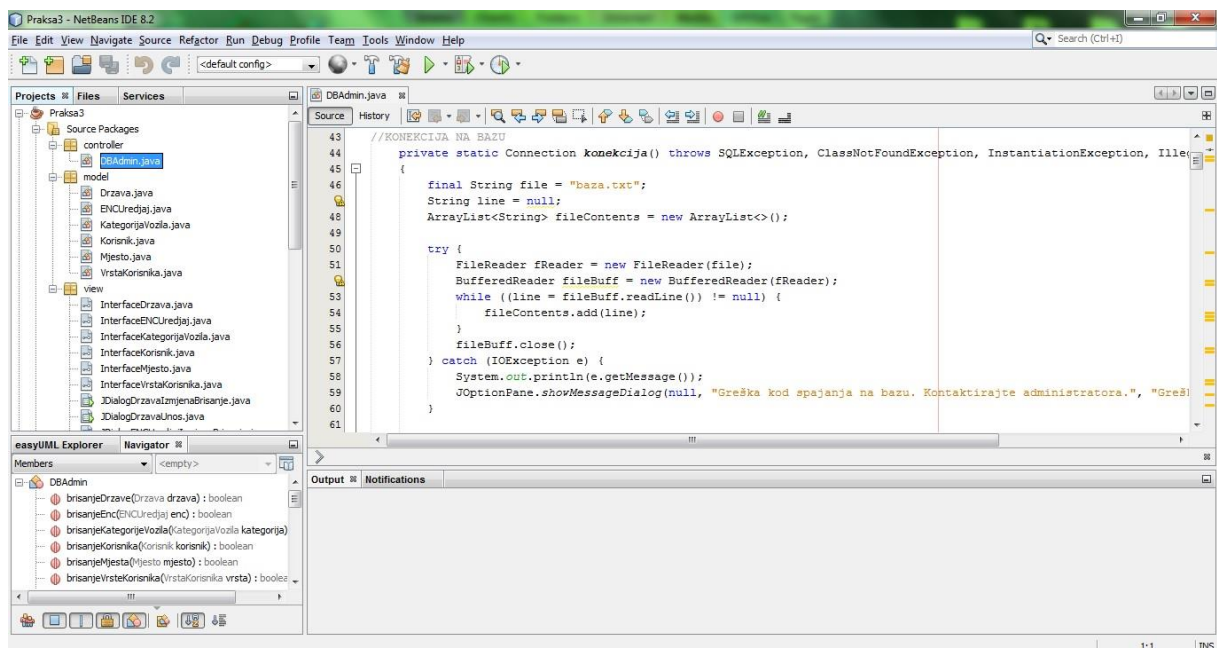 Praksa3 - NetBeans IDE 8.2
File Edit View Navigate Source Refactor Run Debug Profile Team Tools Window Help
Search (Ctrl+I)
<default config>
Projects Files Services
Praksa3
Source Packages
controller
DBAdmin.java
model
Drzava.java
ENCUredjaj.java
KategorijaVozila.java
Korisnik.java
Mjesto.java
VrstaKorisnika.java
view
InterfaceDrzava.java
InterfaceENCUredjaj.java
InterfaceKategorijaVozila.java
InterfaceKorisnik.java
InterfaceMjesto.java
InterfaceVrstaKorisnika.java
JDialogDrzavaIzmjenaBrisanje.java
JDialogDrzavaUnos.java
easyUML Explorer Navigator
Members <empty>
DBAdmin
brisanjeDrzave(Drzava drzava) : boolean
brisanjeEnc(ENCUredjaj enc) : boolean
brisanjeKategorijeVozila(KategorijaVozila kategorija)
brisanjeKorisnika(Korisnik korisnik) : boolean
brisanjeMjesta(Mjesto mjesto) : boolean
brisanjeVrsteKorisnika(VrstaKorisnika vrsta) : boolea
DBAdmin.java
Source History
43 //KONEKCIJA NA BAZU
44 private static Connection konekcija() throws SQLException, ClassNotFoundException, InstantiationException, Ille
45 {
46 final String file = "baza.txt";
String line = null;
48 ArrayList<String> fileContents = new ArrayList<>();
49
50 try {
51 FileReader fReader = new FileReader(file);
BufferedReader fileBuff = new BufferedReader(fReader);
53 while ((line = fileBuff.readLine()) != null) {
54 fileContents.add(line);
55 }
56 fileBuff.close();
57 } catch (IOException e) {
58 System.out.println(e.getMessage());
59 JOptionPane.showMessageDialog(null, "Greška kod spajanja na bazu. Kontaktirajte administratora.", "Greš
60 }
61
Output Notifications
1:1 INS